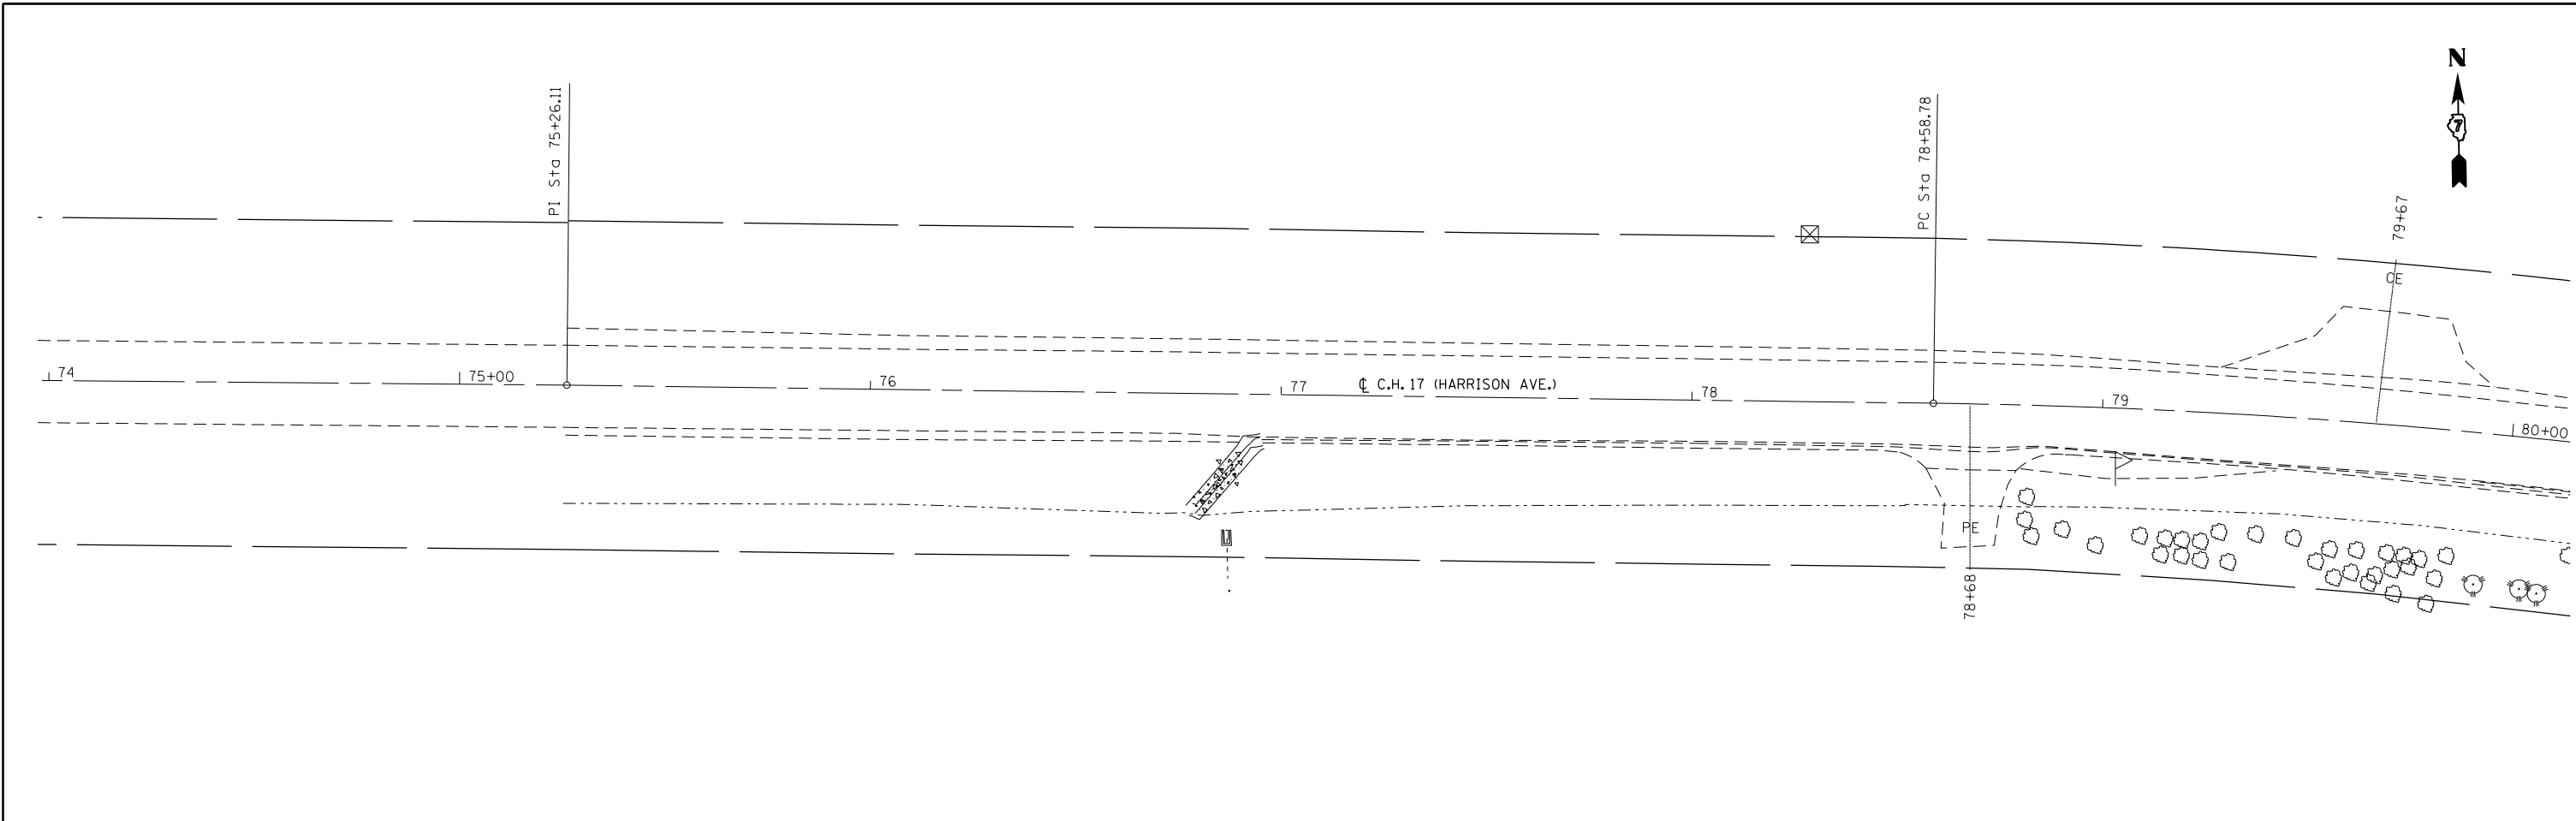 N
7
PI Sta 75+26.11
PC Sta 78+58.78
79+67
CE
74
75+00
76
77
℄ C.H. 17 (HARRISON AVE.)
78
79
80+00
PE
78+68